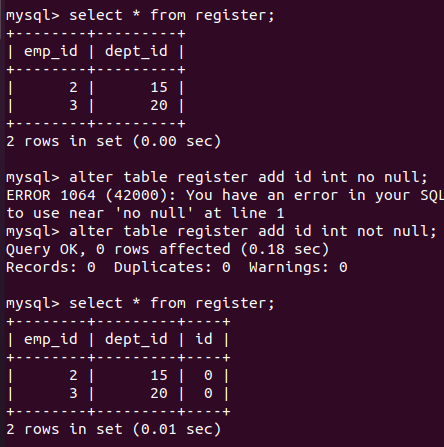 mysql> select * from register;
+--------+---------+
| emp_id | dept_id |
+--------+---------+
|      2 |      15 |
|      3 |      20 |
+--------+---------+
2 rows in set (0.00 sec)
mysql> alter table register add id int no null;
ERROR 1064 (42000): You have an error in your SQL
to use near 'no null' at line 1
mysql> alter table register add id int not null;
Query OK, 0 rows affected (0.18 sec)
Records: 0  Duplicates: 0  Warnings: 0
mysql> select * from register;
+--------+---------+----+
| emp_id | dept_id | id |
+--------+---------+----+
|      2 |      15 |  0 |
|      3 |      20 |  0 |
+--------+---------+----+
2 rows in set (0.01 sec)